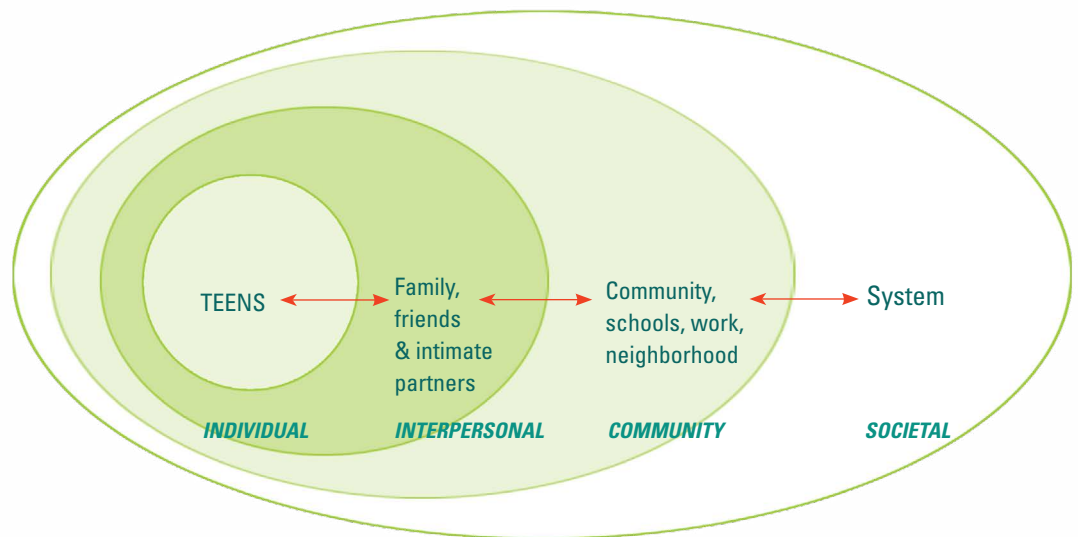 TEENS
Family,
friends
& intimate
partners
Community,
schools, work,
neighborhood
System
INDIVIDUAL
INTERPERSONAL
COMMUNITY
SOCIETAL